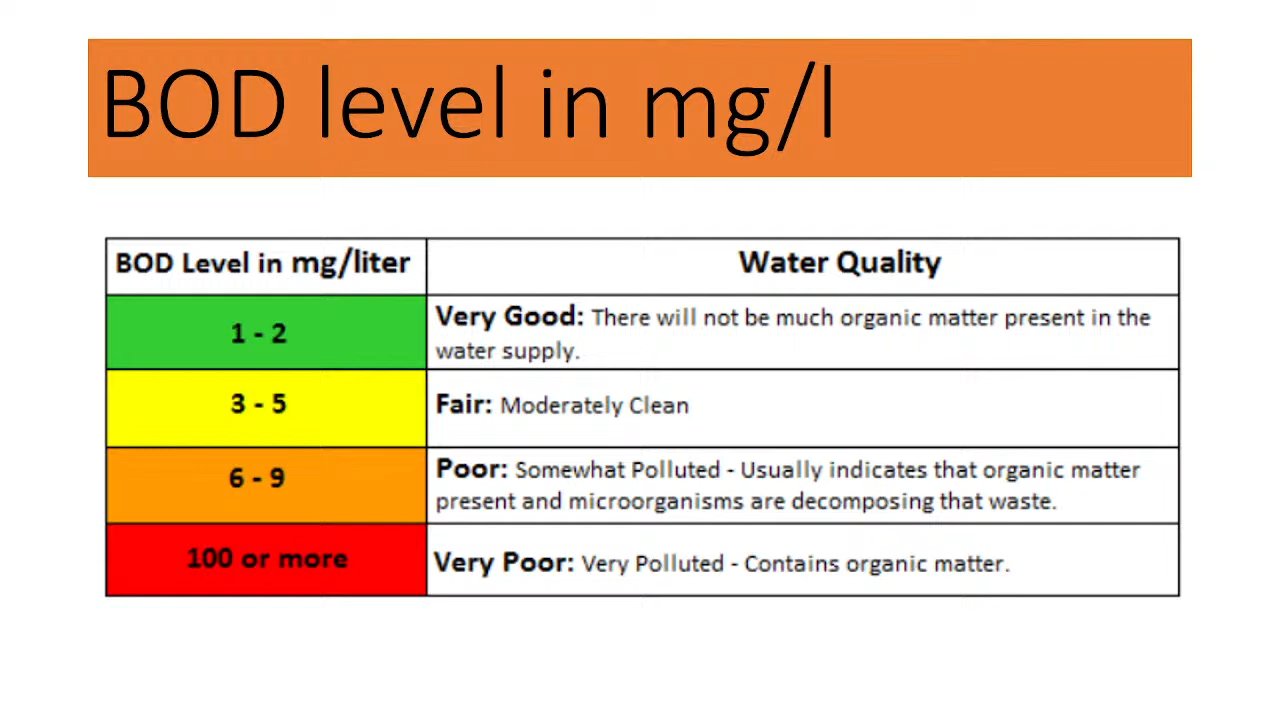 BOD level in mg/l
BOD Level in mg/liter
Water Quality
1 - 2
Very Good: There will not be much organic matter present in the
water supply.
3 - 5
Fair: Moderately Clean
6 - 9
Poor: Somewhat Polluted - Usually indicates that organic matter
present and microorganisms are decomposing that waste.
100 or more
Very Poor: Very Polluted - Contains organic matter.